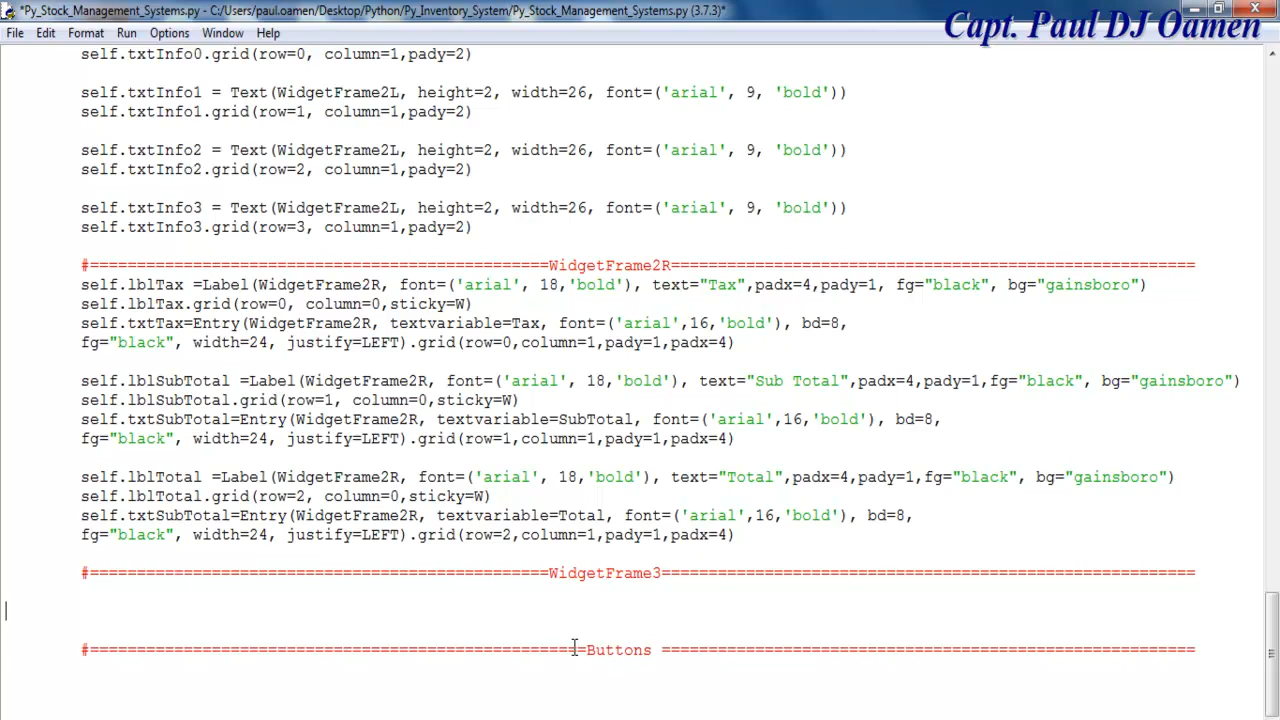 *Py_Stock_Management_Systems.py - C:/Users/paul.oamen/Desktop/Python/Py_Inventory_System/Py_Stock_Management_Systems.py (3.7.3)*
Capt. Paul DJ Oamen
File Edit Format Run Options Window Help
self.txtInfo0.grid(row=0, column=1,pady=2)
self.txtInfo1 = Text(WidgetFrame2L, height=2, width=26, font=('arial', 9, 'bold'))
self.txtInfo1.grid(row=1, column=1,pady=2)
self.txtInfo2 = Text(WidgetFrame2L, height=2, width=26, font=('arial', 9, 'bold'))
self.txtInfo2.grid(row=2, column=1,pady=2)
self.txtInfo3 = Text(WidgetFrame2L, height=2, width=26, font=('arial', 9, 'bold'))
self.txtInfo3.grid(row=3, column=1,pady=2)
#=================================================WidgetFrame2R========================================================
self.lblTax =Label(WidgetFrame2R, font=('arial', 18,'bold'), text="Tax",padx=4,pady=1, fg="black", bg="gainsboro")
self.lblTax.grid(row=0, column=0,sticky=W)
self.txtTax=Entry(WidgetFrame2R, textvariable=Tax, font=('arial',16,'bold'), bd=8,
fg="black", width=24, justify=LEFT).grid(row=0,column=1,pady=1,padx=4)
self.lblSubTotal =Label(WidgetFrame2R, font=('arial', 18,'bold'), text="Sub Total",padx=4,pady=1,fg="black", bg="gainsboro")
self.lblSubTotal.grid(row=1, column=0,sticky=W)
self.txtSubTotal=Entry(WidgetFrame2R, textvariable=SubTotal, font=('arial',16,'bold'), bd=8,
fg="black", width=24, justify=LEFT).grid(row=1,column=1,pady=1,padx=4)
self.lblTotal =Label(WidgetFrame2R, font=('arial', 18,'bold'), text="Total",padx=4,pady=1,fg="black", bg="gainsboro")
self.lblTotal.grid(row=2, column=0,sticky=W)
self.txtSubTotal=Entry(WidgetFrame2R, textvariable=Total, font=('arial',16,'bold'), bd=8,
fg="black", width=24, justify=LEFT).grid(row=2,column=1,pady=1,padx=4)
#=================================================WidgetFrame3=========================================================
#=====================================================Buttons =========================================================